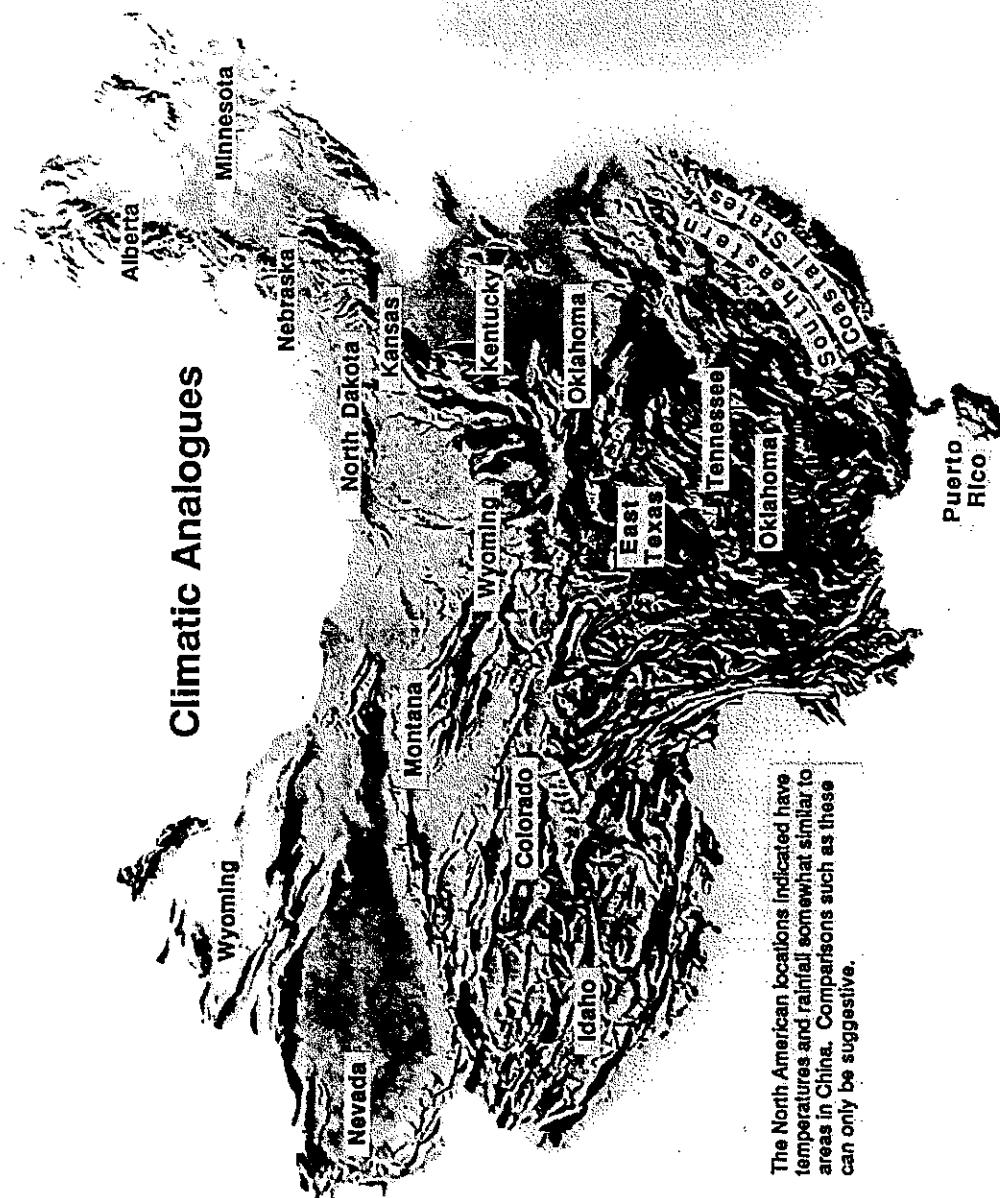 Climatic Analogues
Alberta
Minnesota
Wyoming
Nebraska
North Dakota
Kansas
Nevada
Montana
Wyoming
Kentucky
Colorado
Oklahoma
Idaho
East
Texas
Tennessee
Southeastern
Coastal States
Oklahoma
Puerto
Rico
The North American locations indicated have
temperatures and rainfall somewhat similar to
areas in China. Comparisons such as these
can only be suggestive.